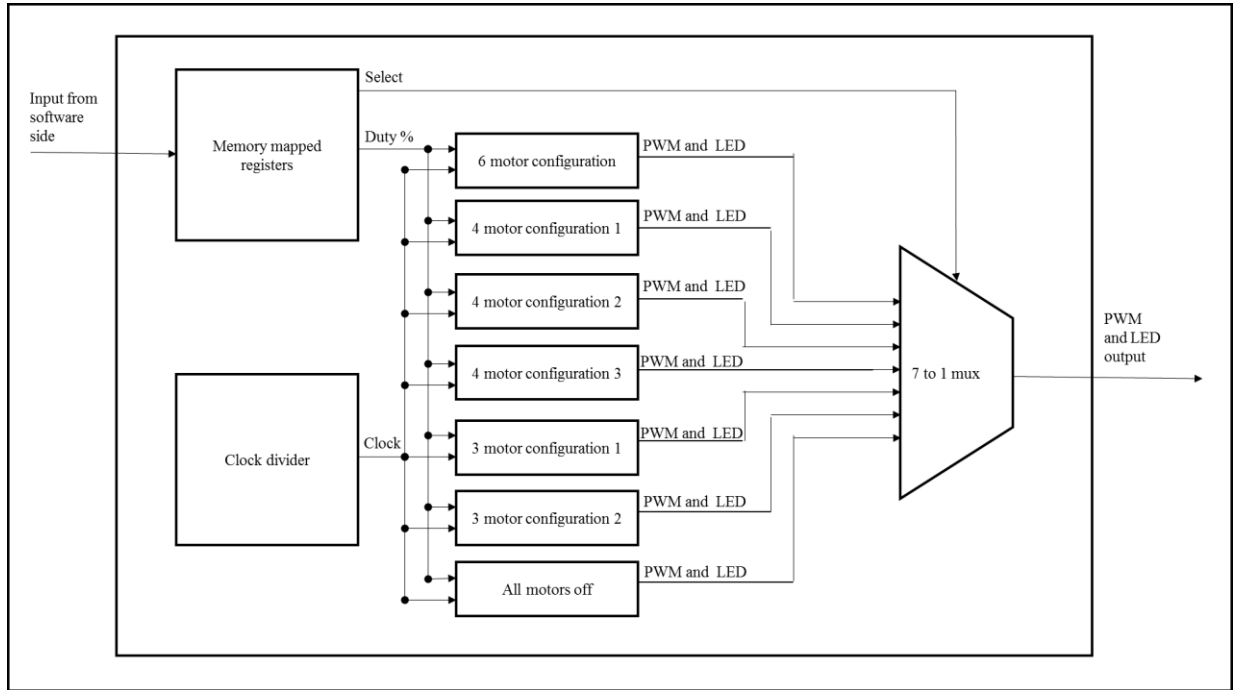 Input from
software
side
Memory mapped
registers
Select
Duty %
6 motor configuration
PWM and LED
4 motor configuration 1
PWM and LED
4 motor configuration 2
PWM and LED
4 motor configuration 3
PWM and LED
Clock divider
Clock
3 motor configuration 1
PWM and LED
3 motor configuration 2
PWM and LED
All motors off
PWM and LED
7 to 1 mux
PWM
and LED
output